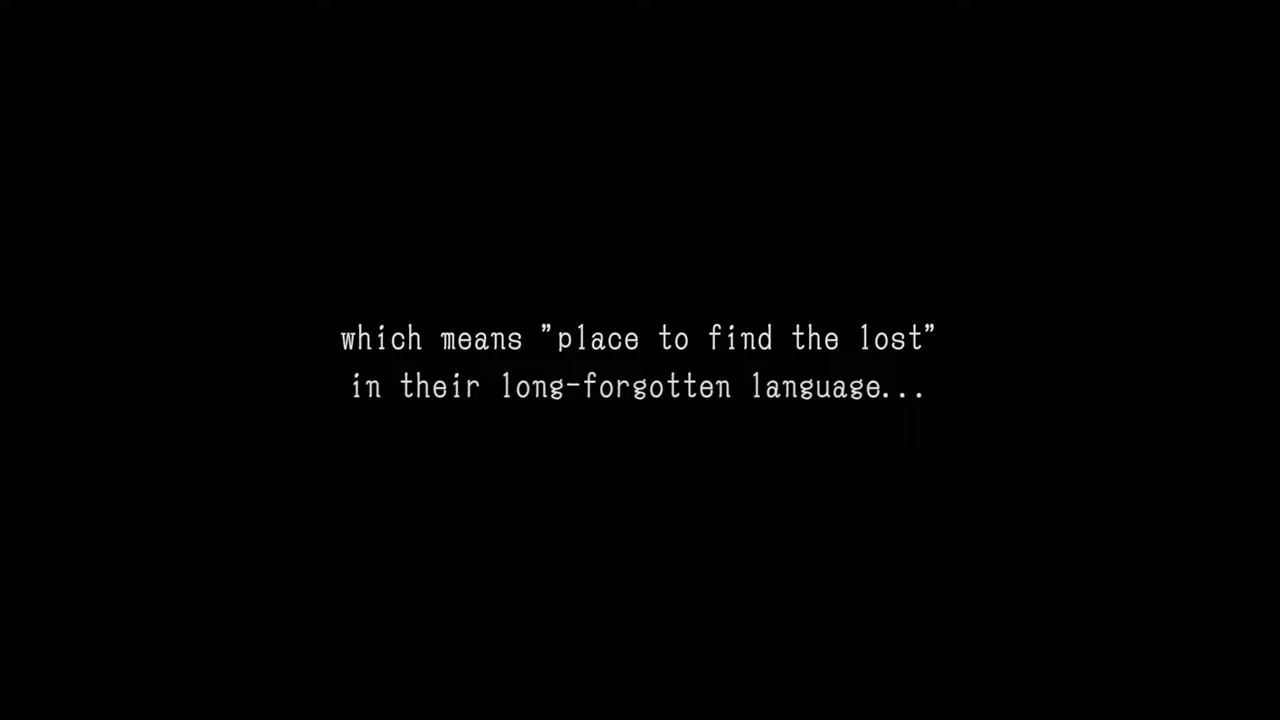 which means "place to find the lost"
in their long-forgotten language...